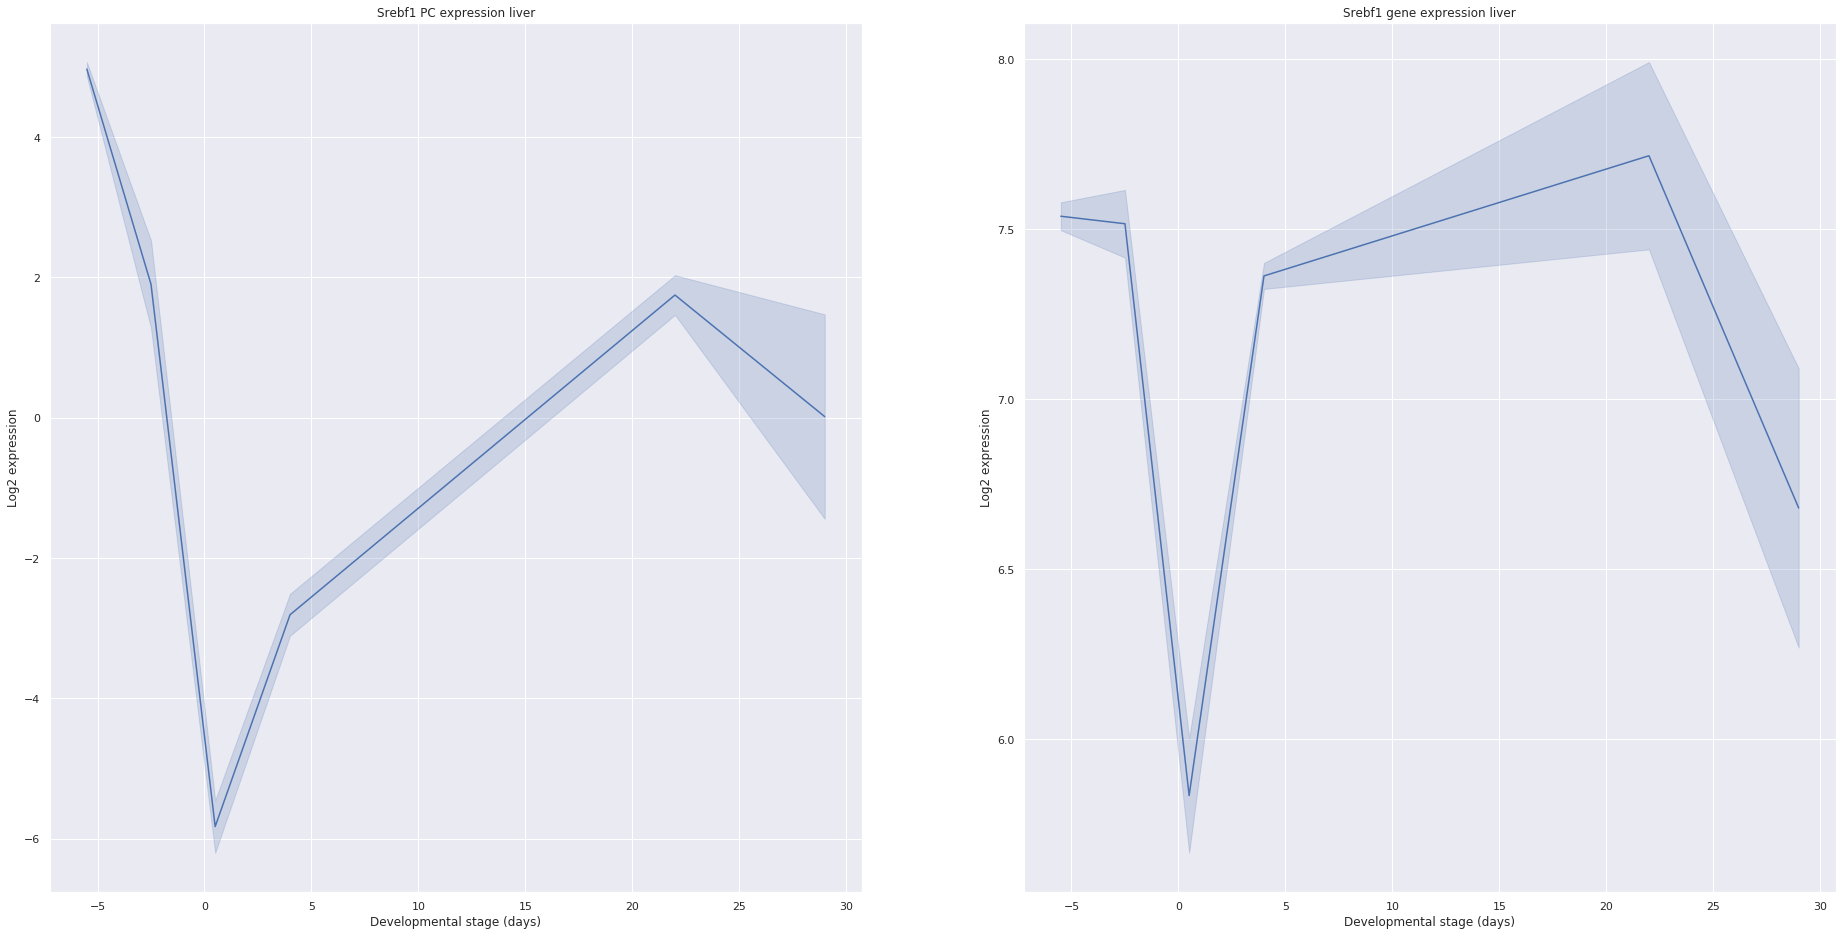 Srebf1 PC expression liver
Log2 expression
4
2
0
−2
−4
−6
−5 0 5 10 15 20 25 30
Developmental stage (days)
Srebf1 gene expression liver
Log2 expression
8.0
7.5
7.0
6.5
6.0
−5 0 5 10 15 20 25 30
Developmental stage (days)